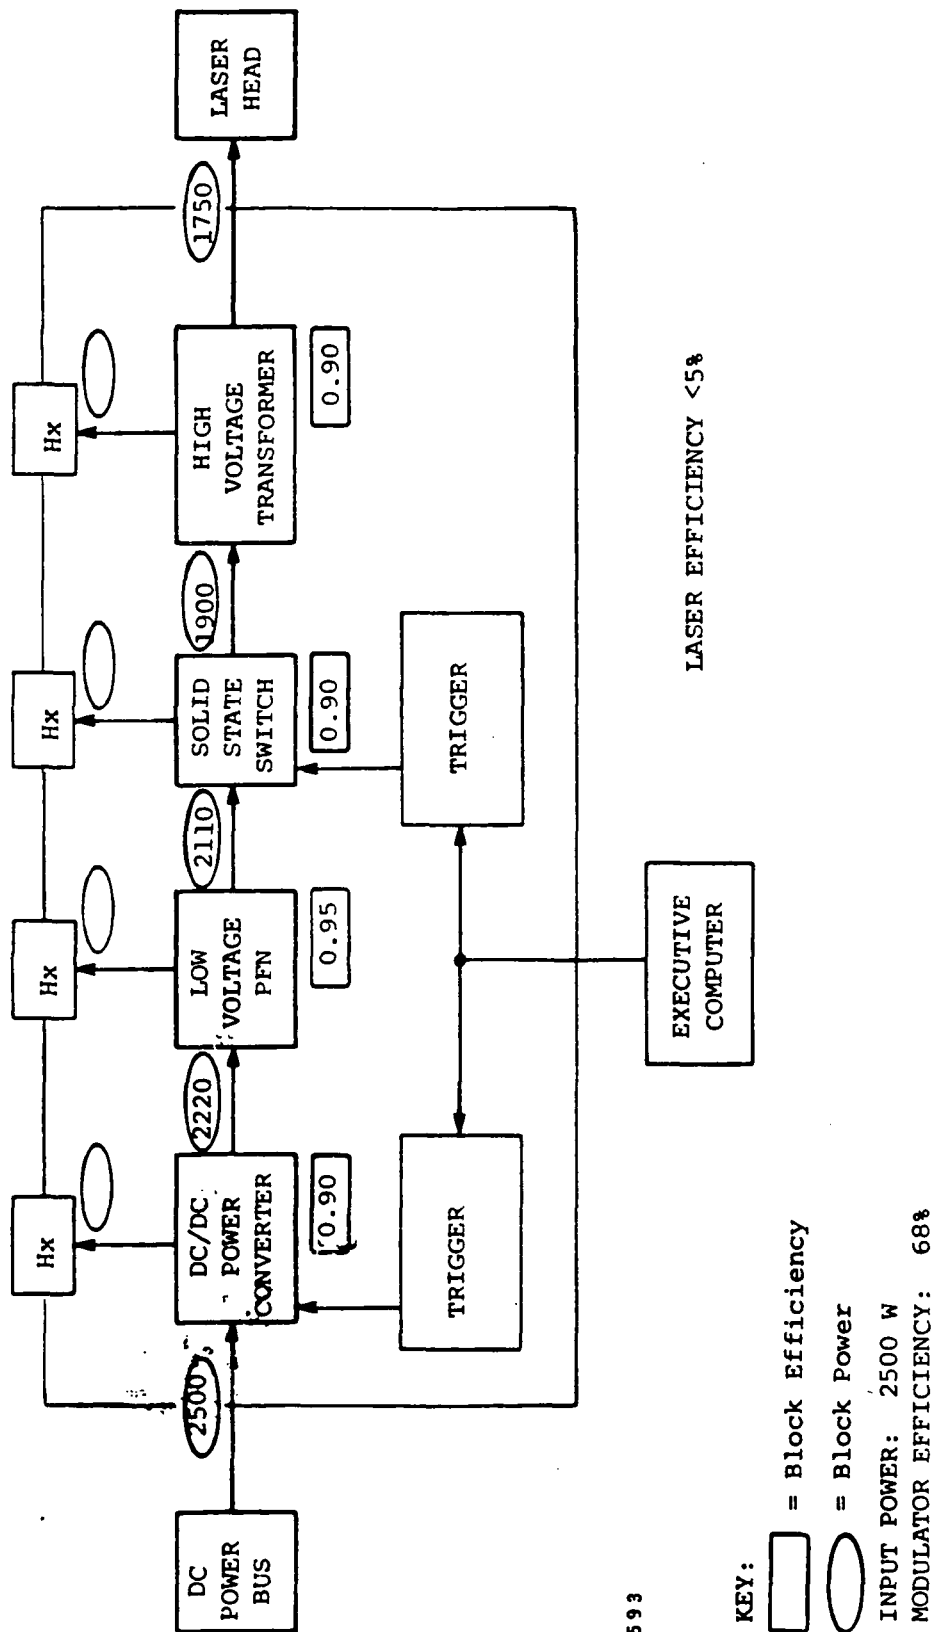 Hx
Hx
Hx
Hx
DC
POWER
BUS
2500
DC/DC
POWER
CONVERTER
0.90
2220
LOW
VOLTAGE
PFN
0.95
2110
SOLID
STATE
SWITCH
0.90
1900
HIGH
VOLTAGE
TRANSFORMER
0.90
1750
LASER
HEAD
TRIGGER
TRIGGER
EXECUTIVE
COMPUTER
LASER EFFICIENCY <5%
593
KEY:
= Block Efficiency
= Block Power
INPUT POWER: 2500 W
MODULATOR EFFICIENCY: 68%